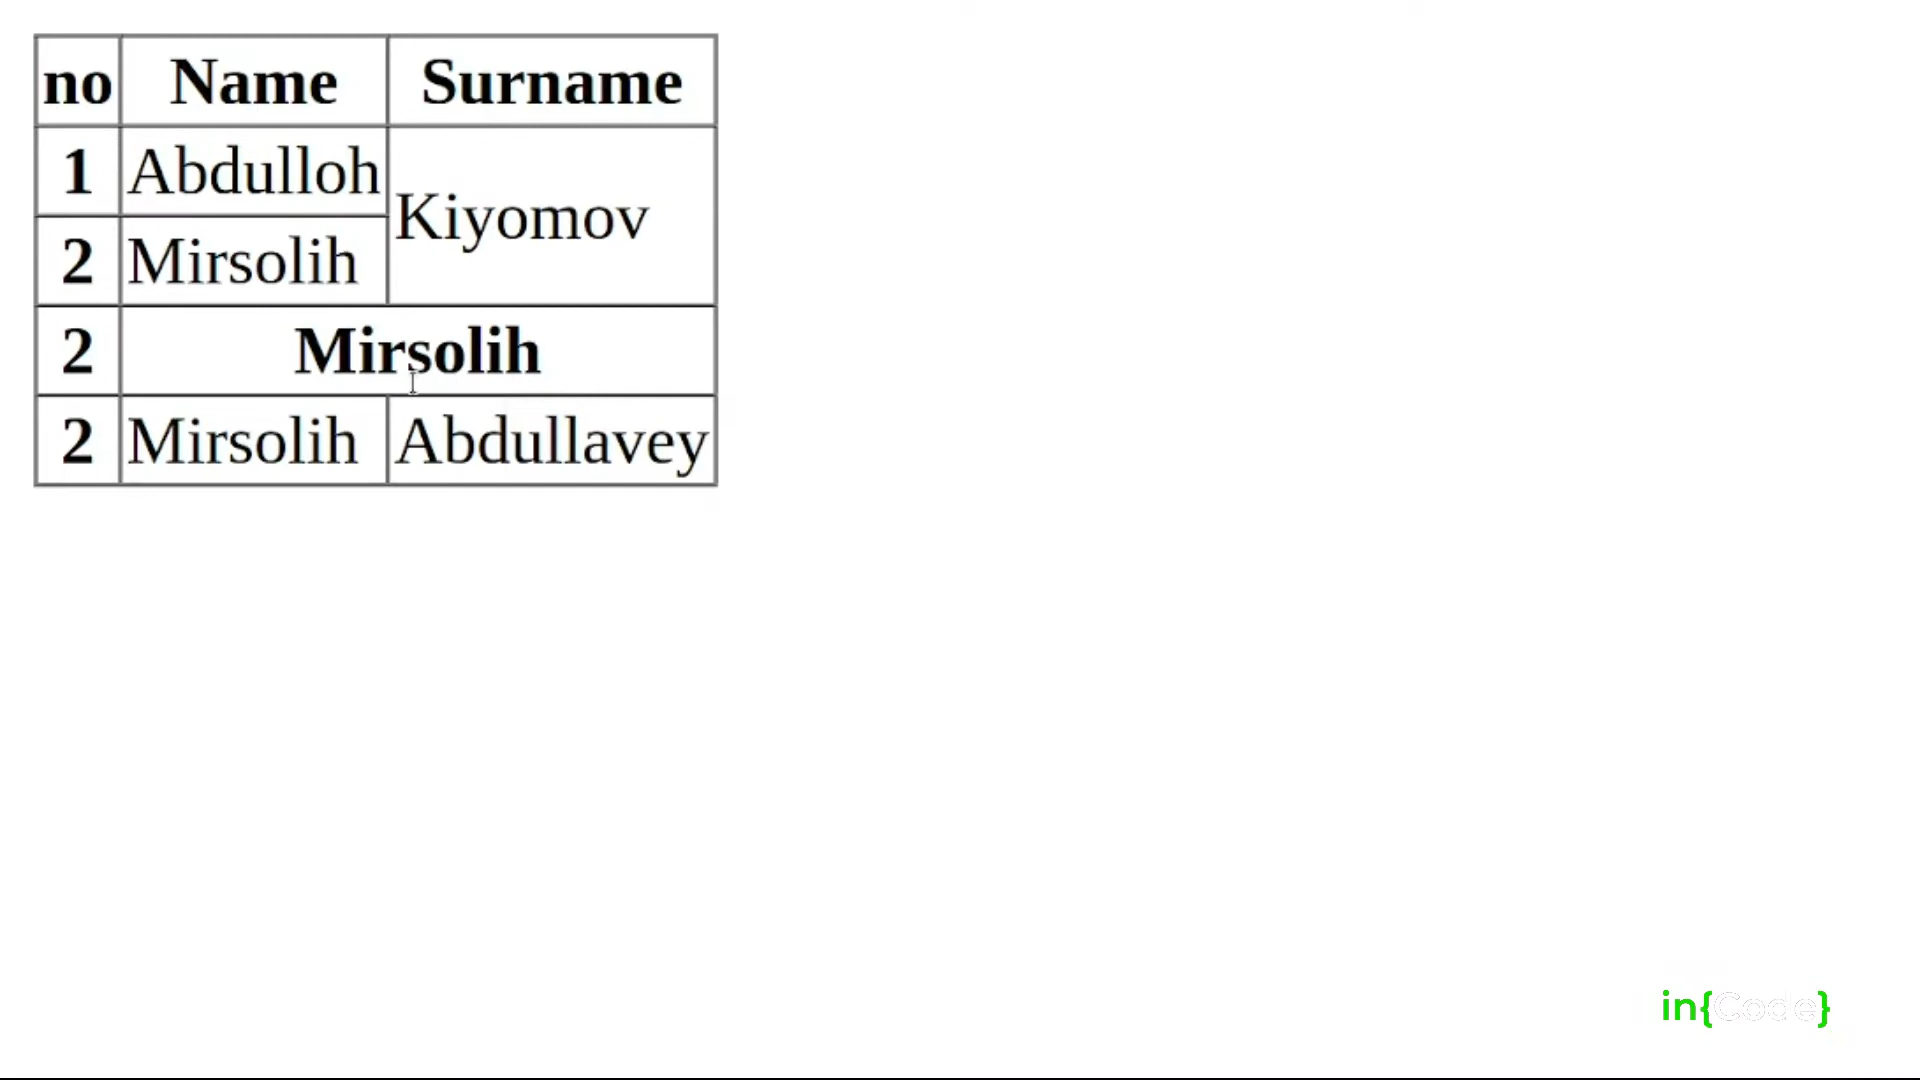 no Name Surname
1 Abdulloh Kiyomov
2 Mirsolih
2 Mirsolih
2 Mirsolih Abdullavey
in{Code}